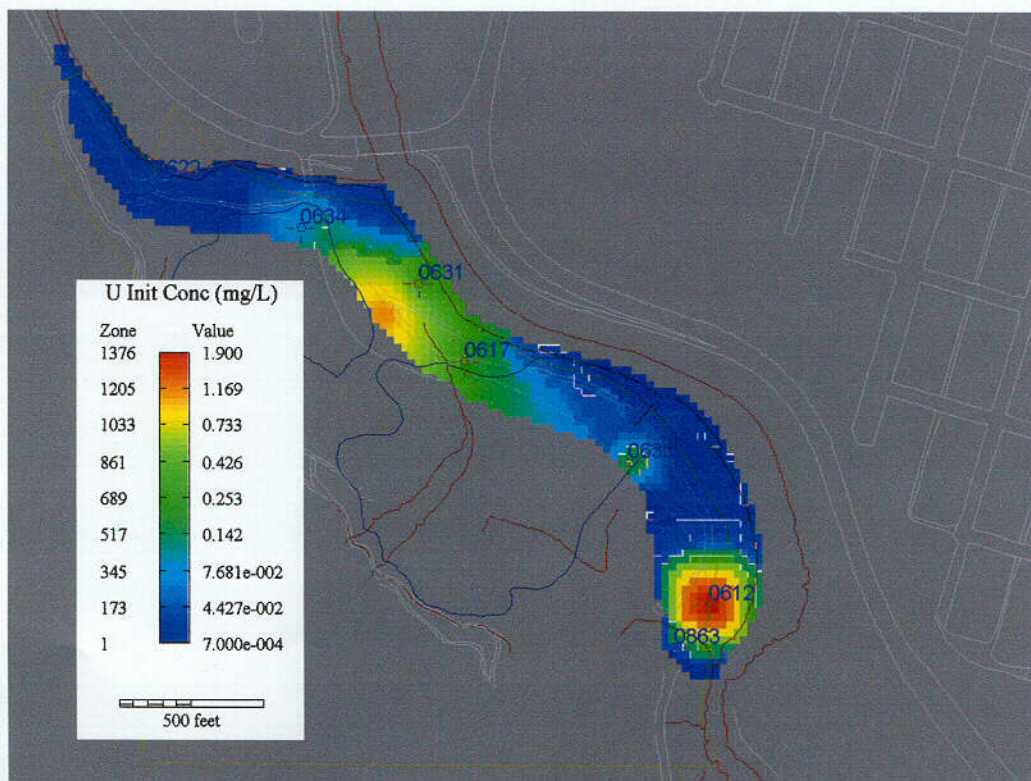 0634
0631
0617
0612
0863
U Init Conc (mg/L)
Zone Value
1376 1.900
1205 1.169
1033 0.733
861 0.426
689 0.253
517 0.142
345 7.681e-002
173 4.427e-002
1 7.000e-004
500 feet